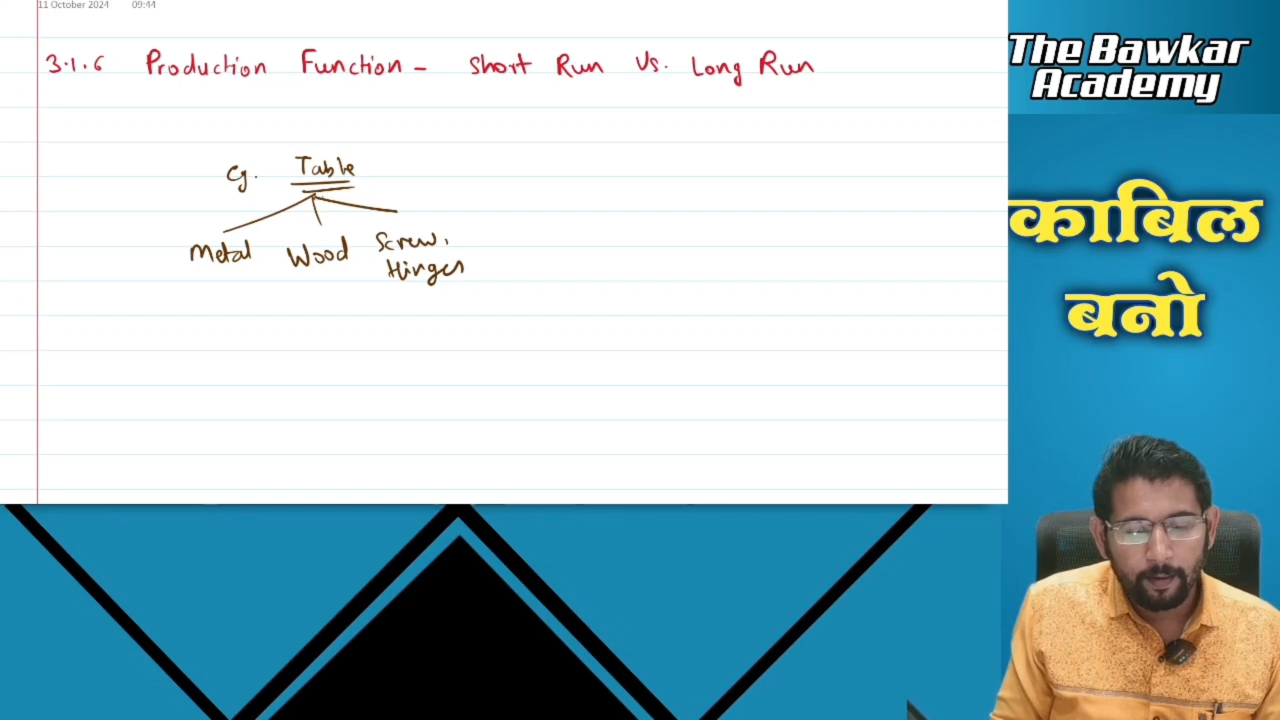 11 October 2024 09:44
3.1.6 Production Function - Short Run Vs. Long Run
eg. Table
Metal Wood Screw, Hinges
The Bawkar
Academy
काबिल
बनो